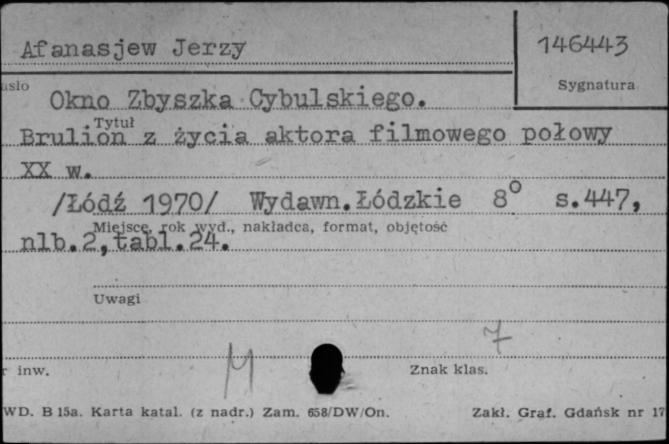 Afanasjew Jerzy
146443
asło
Sygnatura
Okno Zbyszka Cybulskiego.
Tytuł
Brulion z życia aktora filmowego połowy
XX w.
/Łódź 1970/ Wydawn.Łódzkie 8° s.447,
Miejsce, rok wyd., nakładca, format, objętość
nlb.2,tabl.24.
Uwagi
7
M
r inw.
Znak klas.
WD. B 15a. Karta katal. (z nadr.) Zam. 658/DW/On.
Zakł. Graf. Gdańsk nr 17